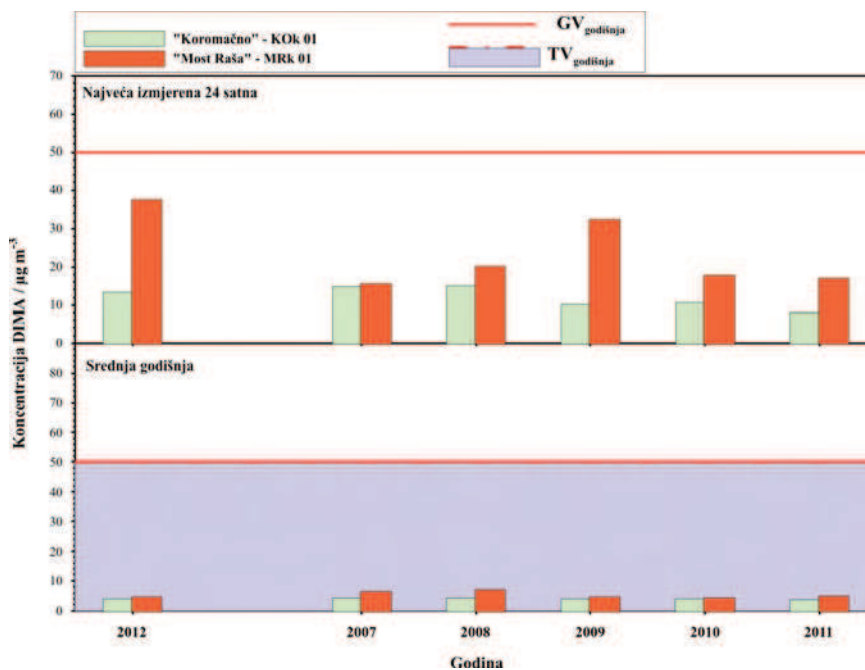 "Koromačno" - KOk 01
"Most Raša" - MRk 01
GVgodišnja
TVgodišnja
Koncentracija DIMA / µg m-3
Najveća izmjerena 24 satna
70
60
50
40
30
20
10
0
Srednja godišnja
80
70
60
50
40
30
20
10
0
2012 2007 2008 2009 2010 2011
Godina